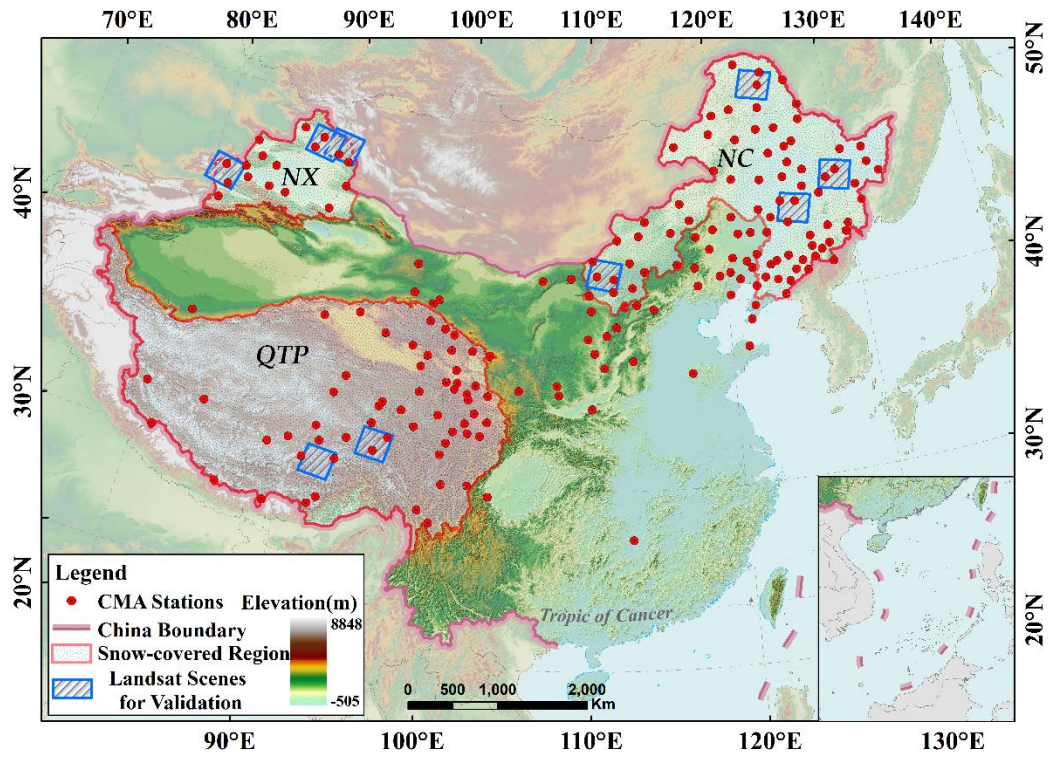 70°E 80°E 90°E 100°E 120°E 130°E 140°E
50°N
40°N
40°N
30°N
30°N
20°N
20°N
NC
NX
QTP
Tropic of Cancer
Legend
CMA Stations
China Boundary
Snow-covered Region
Landsat Scenes
for Validation
Elevation(m)
8848
-505
0 500 1,000 2,000
Km
90°E 100°E 110°E 120°E 130°E